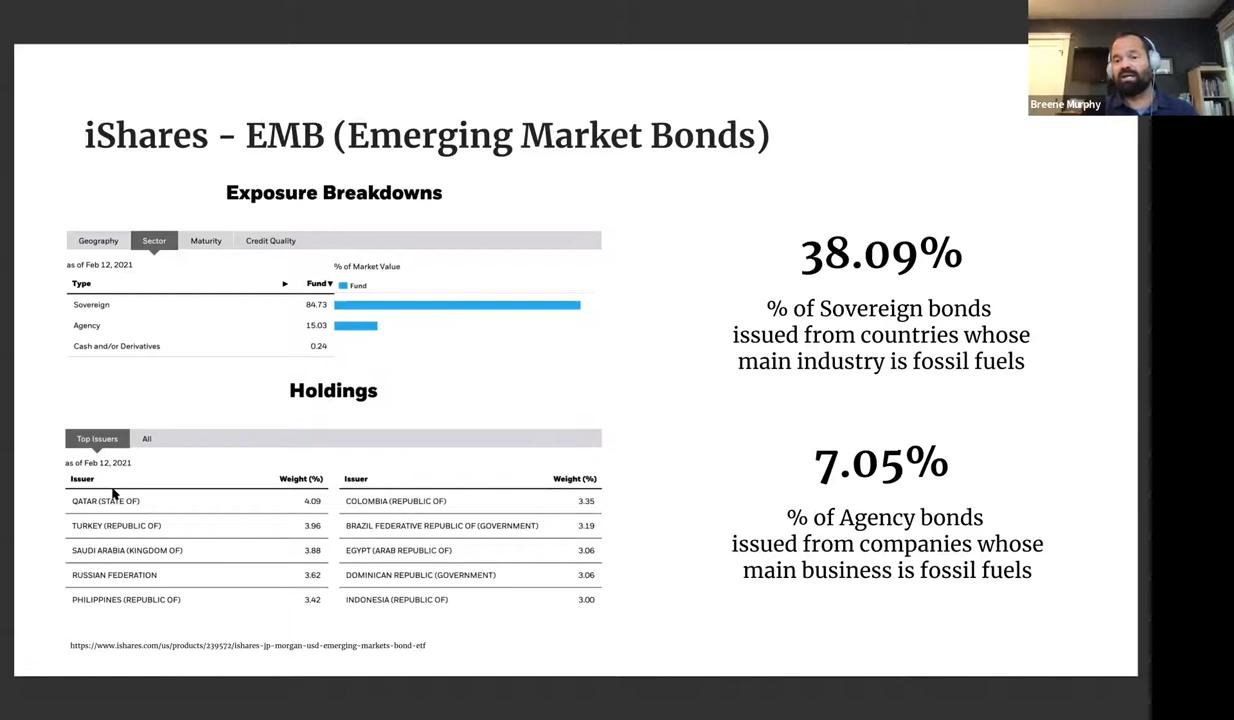 Breene Murphy
iShares - EMB (Emerging Market Bonds)
Exposure Breakdowns
Geography Sector Maturity Credit Quality
as of Feb 12, 2021
% of Market Value
Type ▶ Fund ▼ Fund
Sovereign 84.73
Agency 15.03
Cash and/or Derivatives 0.24
Holdings
Top Issuers All
as of Feb 12, 2021
Issuer Weight (%) Issuer Weight (%)
QATAR (STATE OF) 4.09 COLOMBIA (REPUBLIC OF) 3.35
TURKEY (REPUBLIC OF) 3.96 BRAZIL FEDERATIVE REPUBLIC OF (GOVERNMENT) 3.19
SAUDI ARABIA (KINGDOM OF) 3.88 EGYPT (ARAB REPUBLIC OF) 3.06
RUSSIAN FEDERATION 3.62 DOMINICAN REPUBLIC (GOVERNMENT) 3.06
PHILIPPINES (REPUBLIC OF) 3.42 INDONESIA (REPUBLIC OF) 3.00
https://www.ishares.com/us/products/239572/ishares-jp-morgan-usd-emerging-markets-bond-etf
38.09%
% of Sovereign bonds
issued from countries whose
main industry is fossil fuels
7.05%
% of Agency bonds
issued from companies whose
main business is fossil fuels